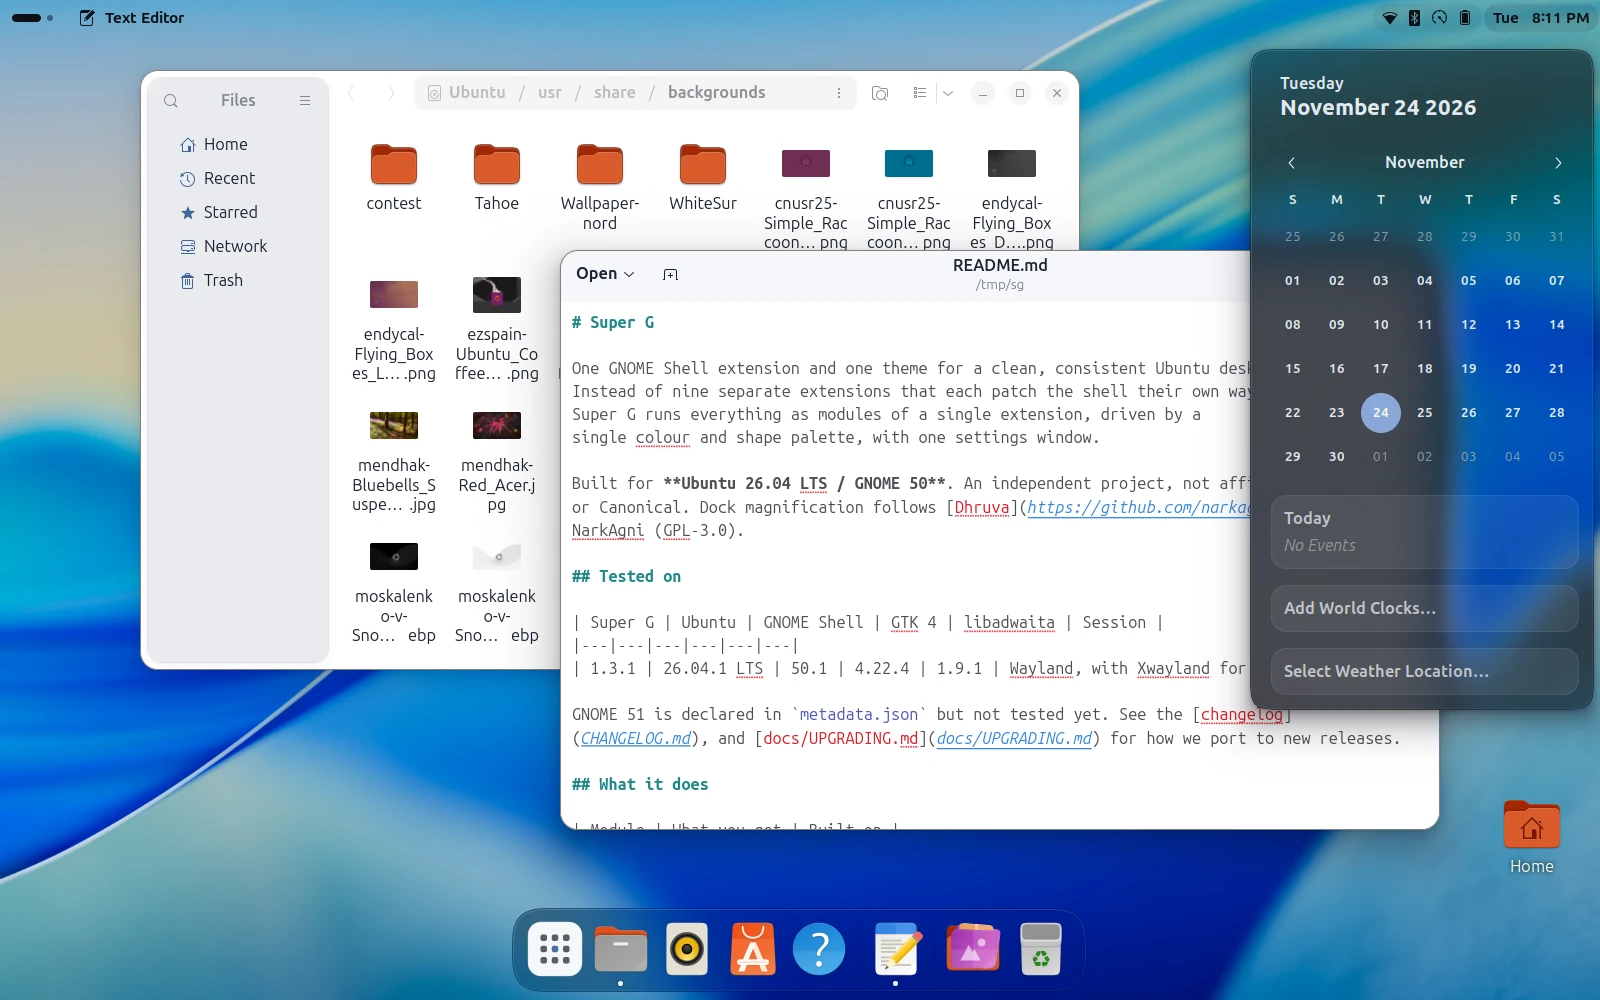 Text Editor
Tue 8:11 PM
Files
Home
Recent
Starred
Network
Trash
Ubuntu / usr / share / backgrounds
contest
Tahoe
Wallpaper-
nord
WhiteSur
cnusr25-
Simple_Rac
coon… png
cnusr25-
Simple_Rac
coon… png
endycal-
Flying_Box
es_D….png
endycal-
Flying_Box
es_L… .png
ezspain-
Ubuntu_Co
ffee… .png
mendhak-
Bluebells_S
uspe… .jpg
mendhak-
Red_Acer.j
pg
moskalenk
o-v-
Sno… ebp
moskalenk
o-v-
Sno… ebp
Open
README.md
/tmp/sg
# Super G
One GNOME Shell extension and one theme for a clean, consistent Ubuntu
Instead of nine separate extensions that each patch the shell their own
Super G runs everything as modules of a single extension, driven by a
single colour and shape palette, with one settings window.
Built for **Ubuntu 26.04 LTS / GNOME 50**. An independent project, not
or Canonical. Dock magnification follows [Dhruva](https://github.com/
NarkAgni (GPL-3.0).
## Tested on
| Super G | Ubuntu | GNOME Shell | GTK 4 | libadwaita | Session |
|---|---|---|---|---|---|
| 1.3.1 | 26.04.1 LTS | 50.1 | 4.22.4 | 1.9.1 | Wayland, with Xwayland for
GNOME 51 is declared in `metadata.json` but not tested yet. See the [changelog]
(CHANGELOG.md), and [docs/UPGRADING.md](docs/UPGRADING.md) for how we port to new releases.
## What it does
| Module | What you get | Built on |
Tuesday
November 24 2026
November
S M T W T F S
25 26 27 28 29 30 31
01 02 03 04 05 06 07
08 09 10 11 12 13 14
15 16 17 18 19 20 21
22 23 24 25 26 27 28
29 30 01 02 03 04 05
Today
No Events
Add World Clocks…
Select Weather Location…
Home